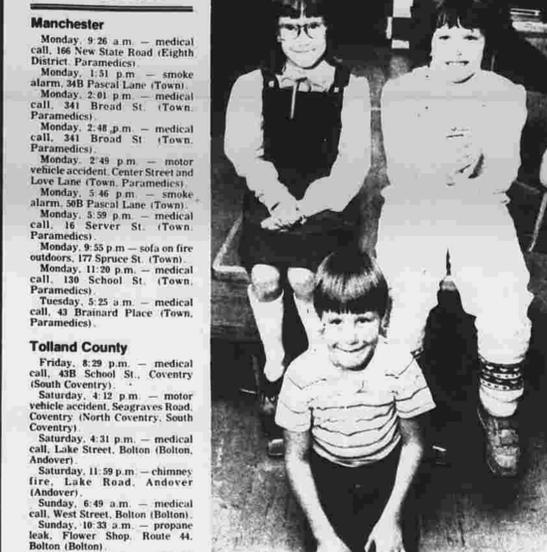 Manchester
Monday, 9:26 a.m. — medical
call, 166 New State Road (Eighth
District, Paramedics).
Monday, 1:51 p.m. — smoke
alarm, 34B Pascal Lane (Town).
Monday, 2:01 p.m. — medical
call, 341 Broad St. (Town,
Paramedics).
Monday, 2:48 p.m. — medical
call, 341 Broad St. (Town,
Paramedics).
Monday, 2:49 p.m. — motor
vehicle accident, Center Street and
Love Lane (Town, Paramedics).
Monday, 5:46 p.m. — smoke
alarm, 50B Pascal Lane (Town).
Monday, 5:59 p.m. — medical
call, 16 Server St. (Town,
Paramedics).
Monday, 9:55 p.m — sofa on fire
outdoors, 177 Spruce St. (Town).
Monday, 11:20 p.m. — medical
call, 130 School St. (Town,
Paramedics).
Tuesday, 5:25 a.m. — medical
call, 43 Brainard Place (Town,
Paramedics).
Tolland County
Friday, 8:29 p.m. — medical
call, 43B School St., Coventry
(South Coventry).
Saturday, 4:12 p.m. — motor
vehicle accident, Seagraves Road,
Coventry (North Coventry, South
Coventry).
Saturday, 4:31 p.m. — medical
call, Lake Street, Bolton (Bolton,
Andover).
Saturday, 11:59 p.m. — chimney
fire, Lake Road, Andover
(Andover).
Sunday, 6:49 a.m. — medical
call, West Street, Bolton (Bolton).
Sunday, 10:33 a.m. — propane
leak, Flower Shop, Route 44,
Bolton (Bolton).